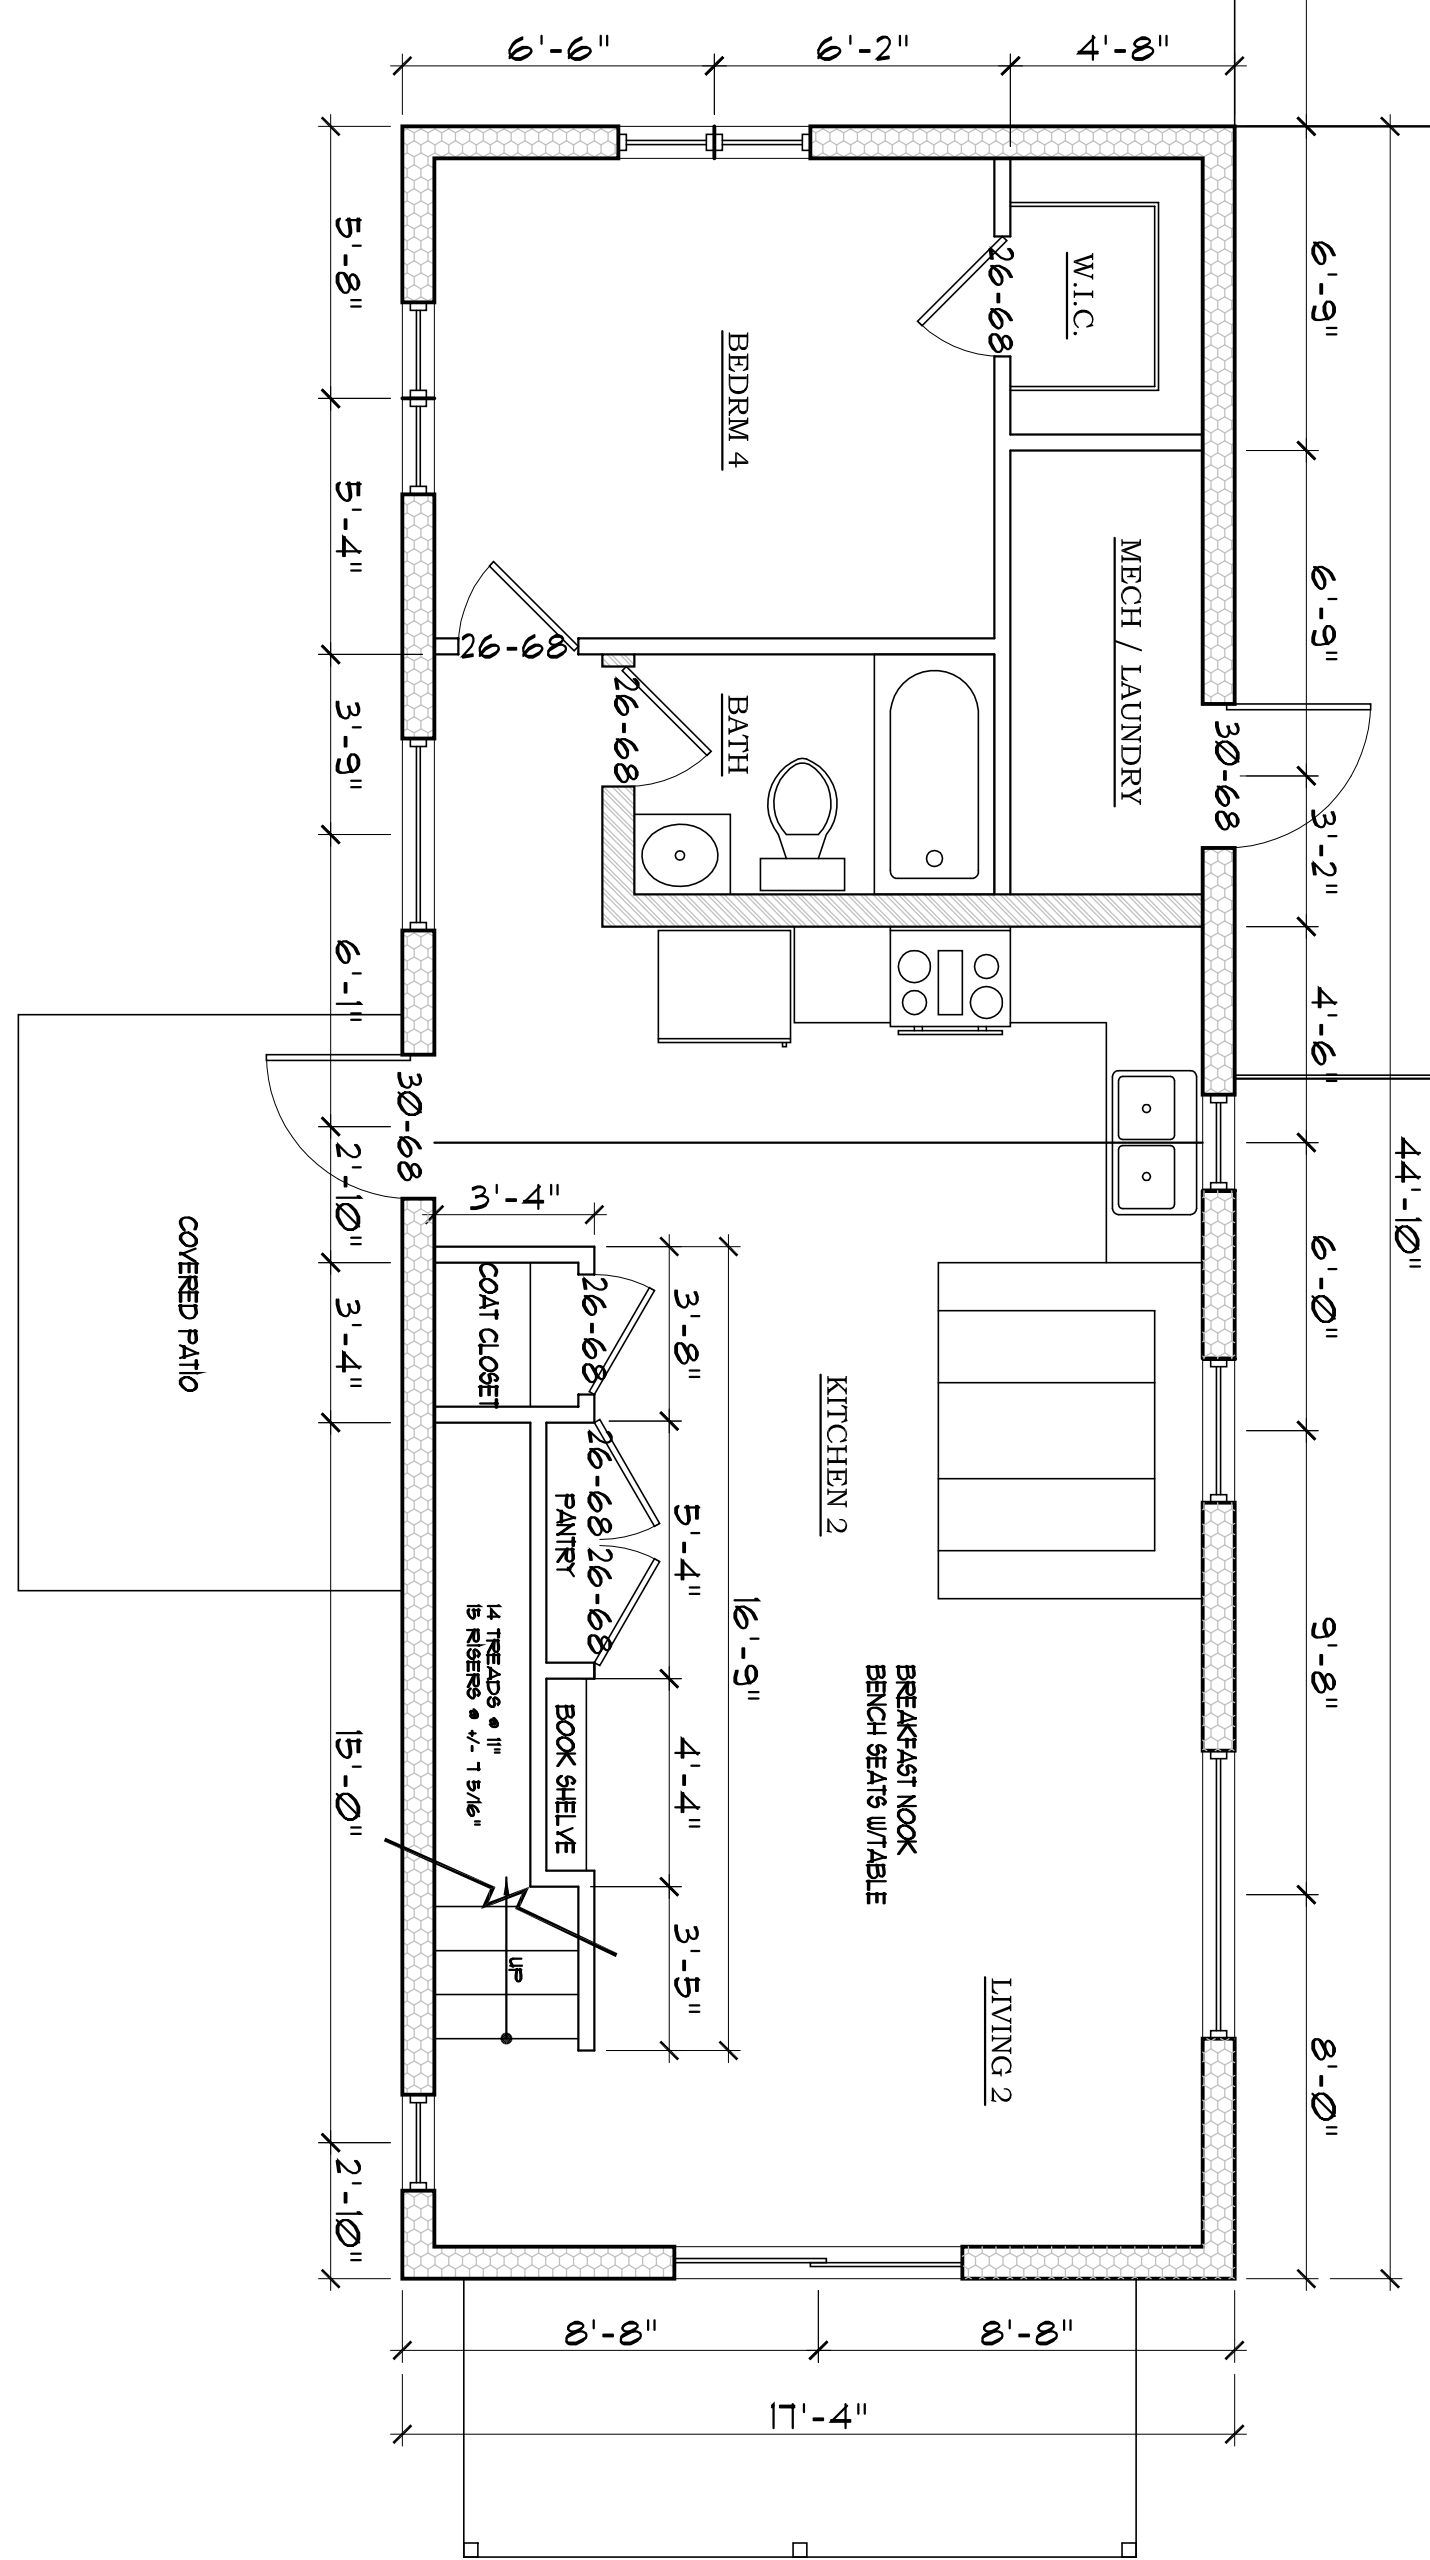 6'-6"
6'-2"
4'-8"
5'-8"
5'-4"
3'-9"
6'-1"
2'-10"
3'-4"
15'-0"
2'-10"
6'-9"
6'-9"
3'-2"
4'-6"
6'-0"
9'-8"
8'-0"
44'-10"
W.I.C.
26-68
BEDRM 4
MECH / LAUNDRY
26-68
26-68
BATH
30-68
30-68
3'-4"
COVERED PATIO
COAT CLOSET
26-68
3'-8"
26-68
26-68
PANTRY
5'-4"
16'-9"
KITCHEN 2
14 TREADS @ 11"
15 RISERS @ +/- 7 5/16"
BOOK SHELVE
4'-4"
BREAKFAST NOOK
BENCH SEATS W/TABLE
3'-5"
UP
LIVING 2
8'-8"
8'-8"
17'-4"